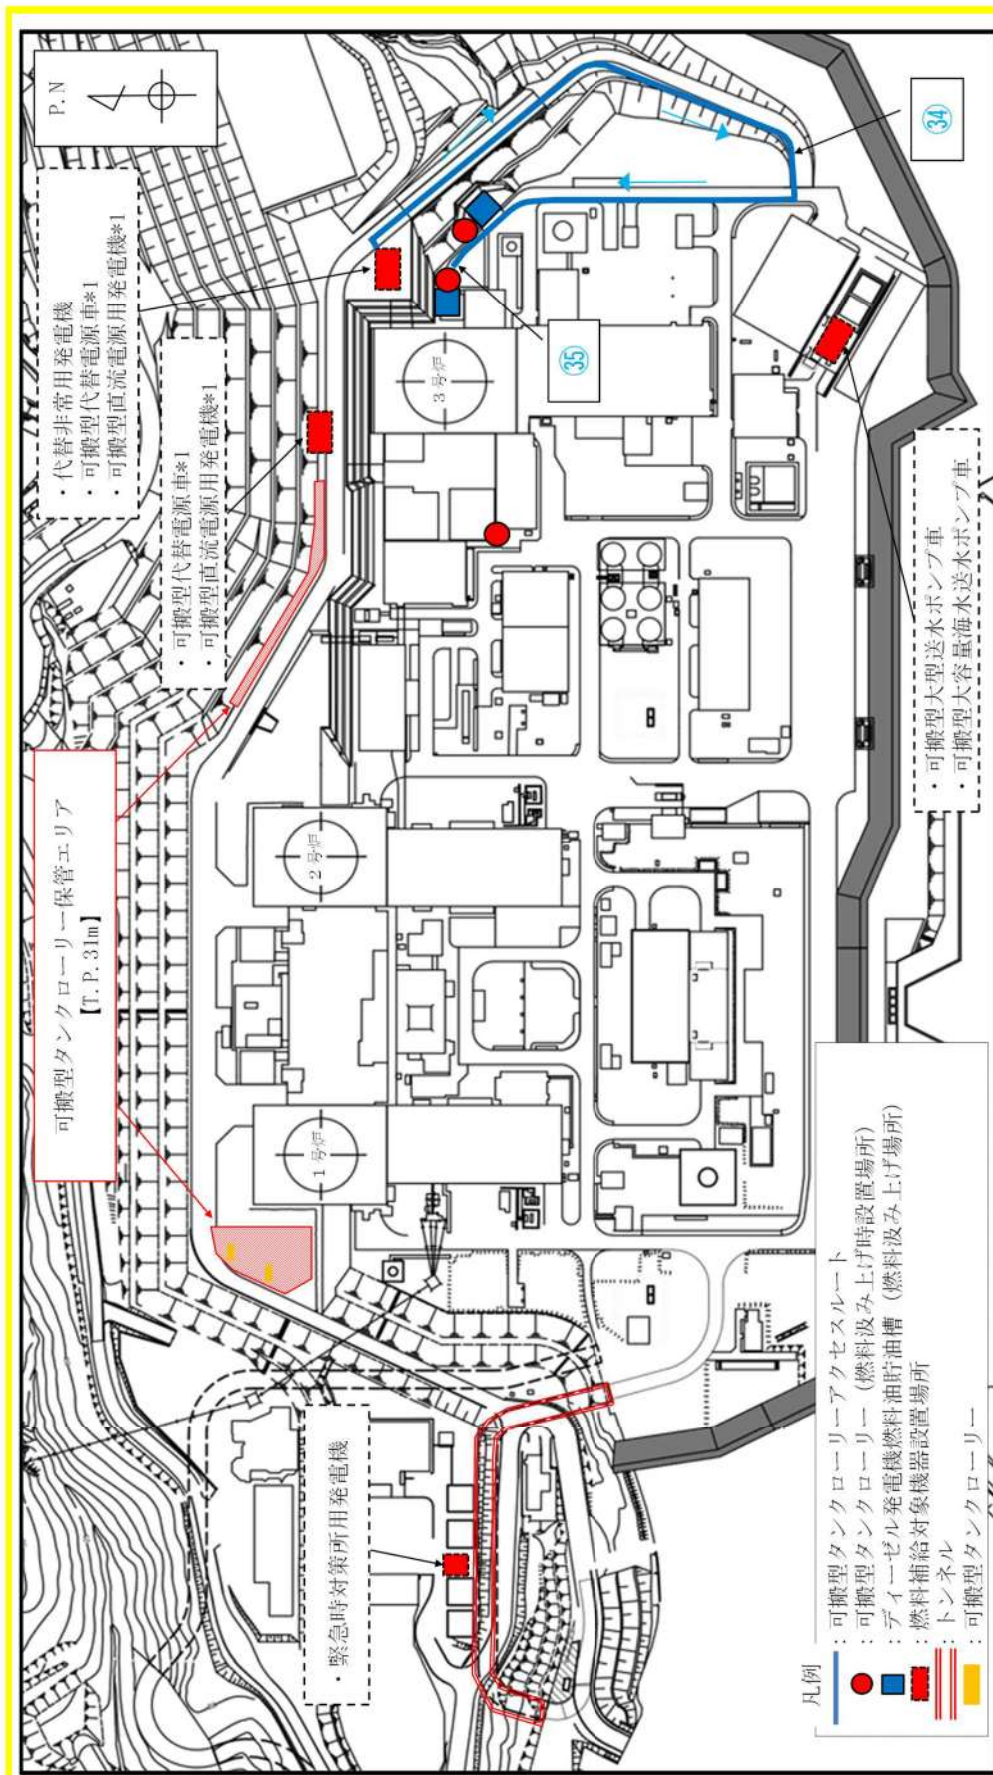 P.N
・代替非常用発電機
・可搬型代替電源車*1
・可搬型直流電源用発電機*1
・可搬型代替電源車*1
・可搬型直流電源用発電機*1
可搬型タンクローリー保管エリア
【T.P.31m】
・緊急時対策所用発電機
1号炉
2号炉
3号炉
㉞
㉟
・可搬型大型送水ポンプ車
・可搬型大容量海水送水ポンプ車
凡例
：可搬型タンクローリーアクセスルート
：可搬型タンクローリー（燃料汲み上げ時設置場所）
：ディーゼル発電機燃料油貯油槽（燃料汲み上げ場所）
：燃料補給対象機器設置場所
：トンネル
：可搬型タンクローリー